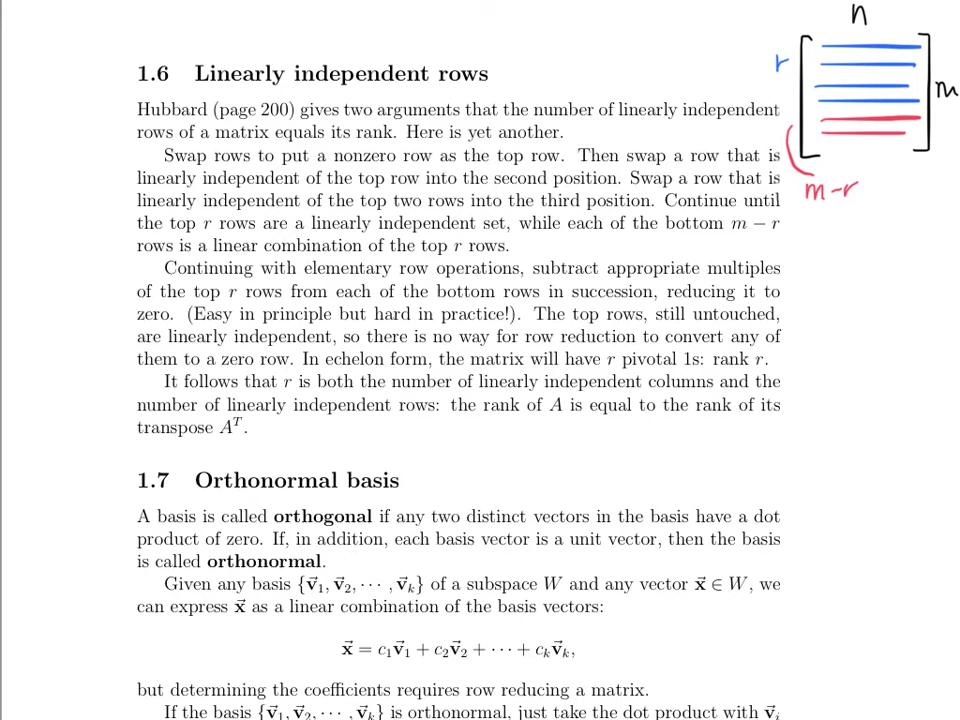 n
r
m
m-r
1.6 Linearly independent rows
Hubbard (page 200) gives two arguments that the number of linearly independent
rows of a matrix equals its rank. Here is yet another.
Swap rows to put a nonzero row as the top row. Then swap a row that is
linearly independent of the top row into the second position. Swap a row that is
linearly independent of the top two rows into the third position. Continue until
the top r rows are a linearly independent set, while each of the bottom m − r
rows is a linear combination of the top r rows.
Continuing with elementary row operations, subtract appropriate multiples
of the top r rows from each of the bottom rows in succession, reducing it to
zero. (Easy in principle but hard in practice!). The top rows, still untouched,
are linearly independent, so there is no way for row reduction to convert any of
them to a zero row. In echelon form, the matrix will have r pivotal 1s: rank r.
It follows that r is both the number of linearly independent columns and the
number of linearly independent rows: the rank of A is equal to the rank of its
transpose Aᵀ.
1.7 Orthonormal basis
A basis is called orthogonal if any two distinct vectors in the basis have a dot
product of zero. If, in addition, each basis vector is a unit vector, then the basis
is called orthonormal.
Given any basis {v⃗₁, v⃗₂, ⋯ , v⃗ₖ} of a subspace W and any vector x⃗ ∈ W, we
can express x⃗ as a linear combination of the basis vectors:
x⃗ = c₁v⃗₁ + c₂v⃗₂ + ⋯ + cₖv⃗ₖ,
but determining the coefficients requires row reducing a matrix.
If the basis {v⃗₁, v⃗₂, ⋯ , v⃗ₖ} is orthonormal, just take the dot product with v⃗ᵢ